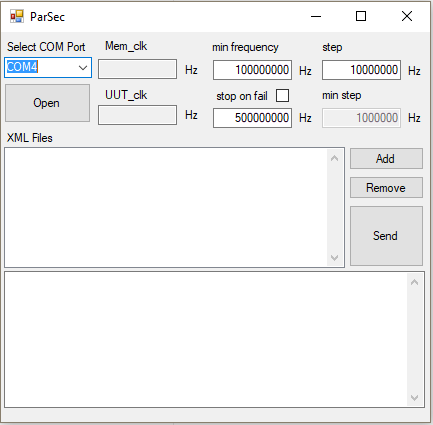 ParSec
Select COM Port
Mem_clk
min frequency
step
COM4
Hz
100000000 Hz
10000000 Hz
Open
UUT_clk
stop on fail
min step
Hz
500000000 Hz
1000000 Hz
XML Files
Add
Remove
Send